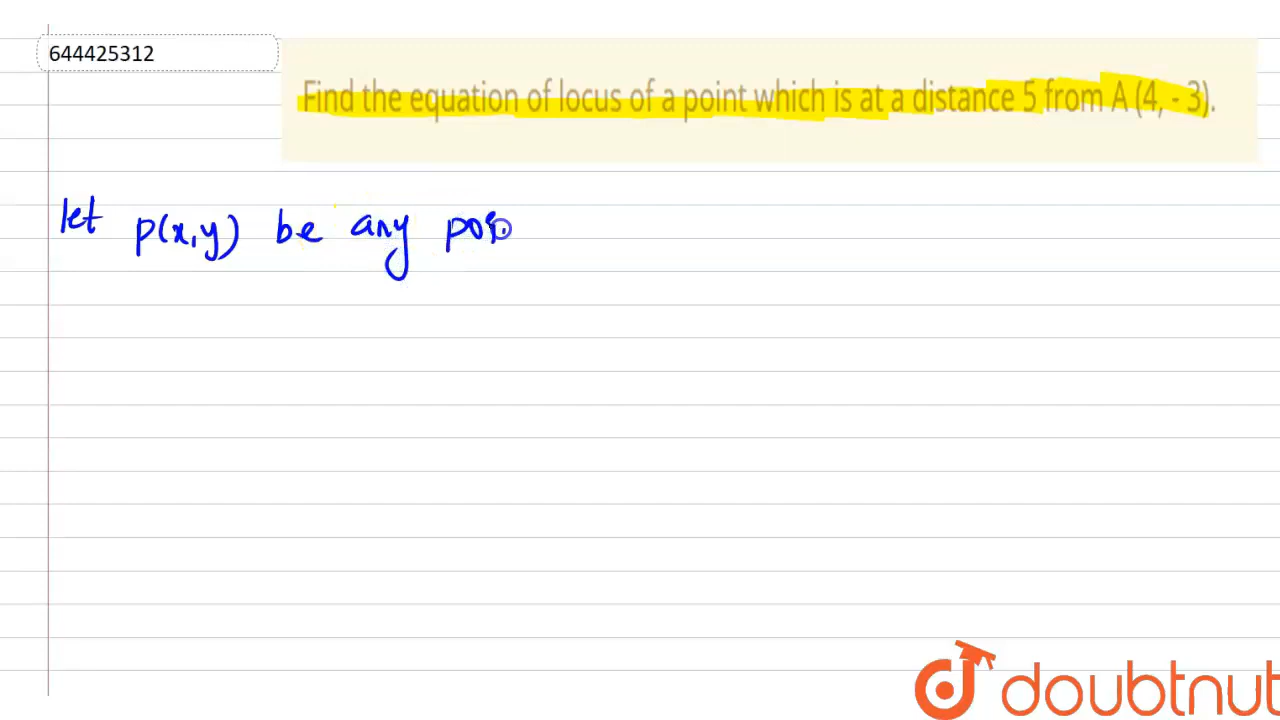 644425312
Find the equation of locus of a point which is at a distance 5 from A (4, - 3).
let p(x,y) be any
doubtnut